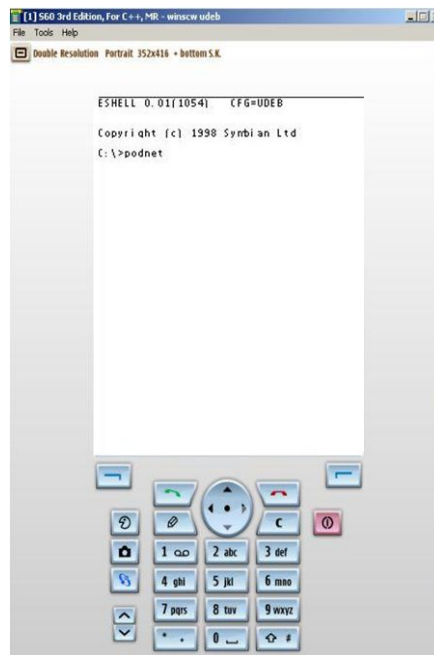 [1] S60 3rd Edition, For C++, MR - winscw udeb
File Tools Help
Double Resolution Portrait 352x416 + bottom S.K.
ESHELL 0.01(1054) CFG=UDEB
Copyright (c) 1998 Symbian Ltd
C:\>podnet
C
1
2 abc
3 def
4 ghi
5 jkl
6 mno
7 pqrs
8 tuv
9 wxyz
* .
0
#